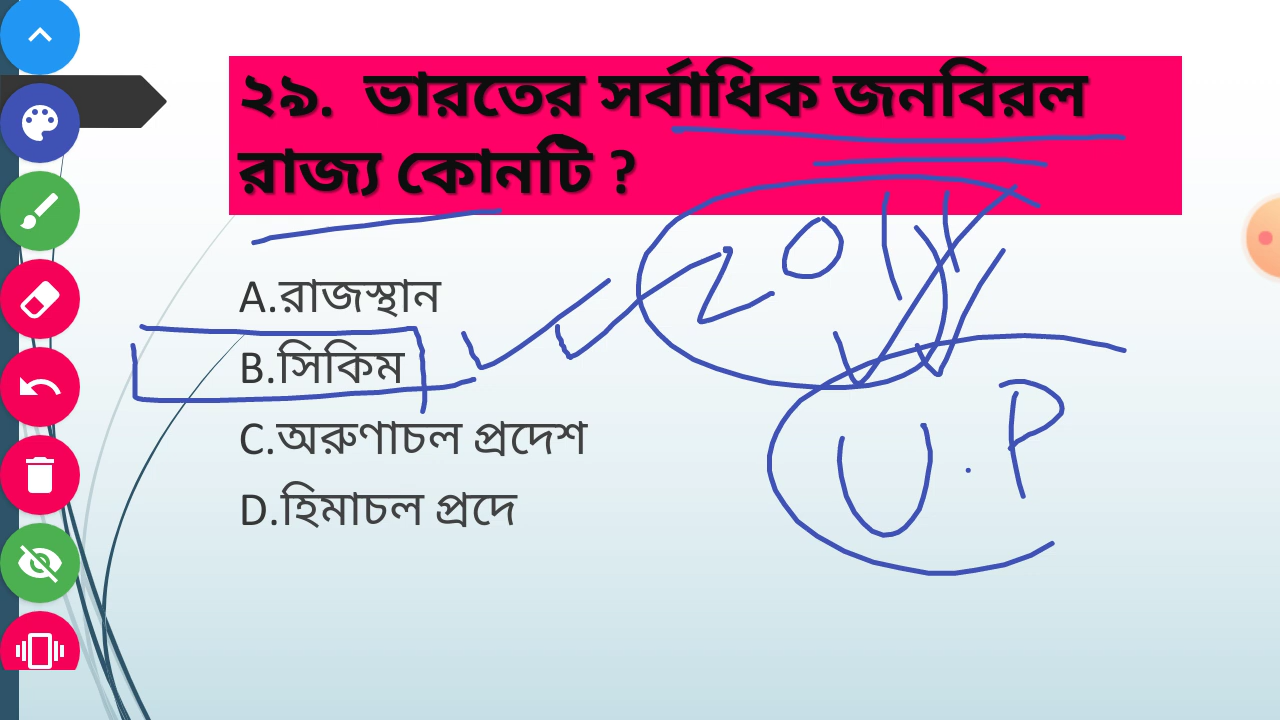 ২৯. ভারতের সর্বাধিক জনবিরল
রাজ্য কোনটি ?
A.রাজস্থান
B.সিকিম
C.অরুণাচল প্রদেশ
D.হিমাচল প্রদে
2011
U.P